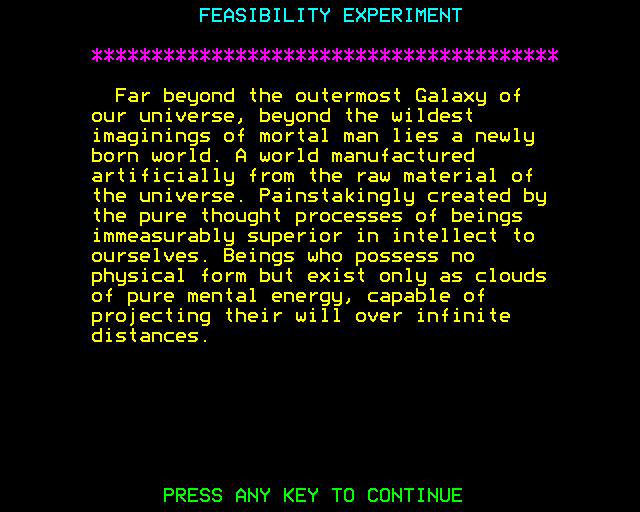 FEASIBILITY EXPERIMENT
***************************************
Far beyond the outermost Galaxy of
our universe, beyond the wildest
imaginings of mortal man lies a newly
born world. A world manufactured
artificially from the raw material of
the universe. Painstakingly created by
the pure thought processes of beings
immeasurably superior in intellect to
ourselves. Beings who possess no
physical form but exist only as clouds
of pure mental energy, capable of
projecting their will over infinite
distances.
PRESS ANY KEY TO CONTINUE